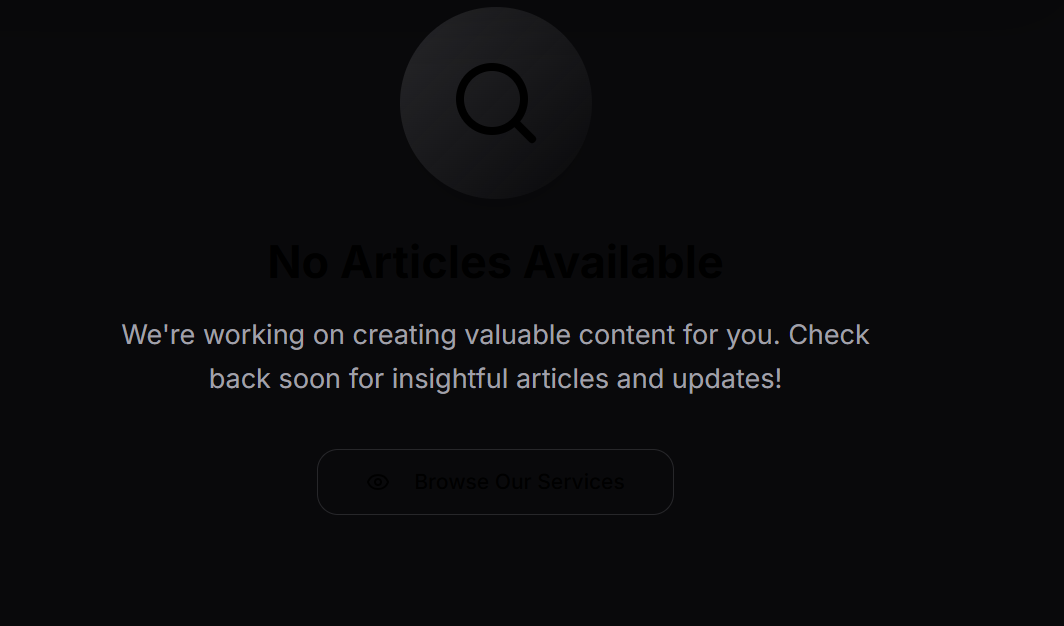 No Articles Available
We're working on creating valuable content for you. Check
back soon for insightful articles and updates!
Browse Our Services